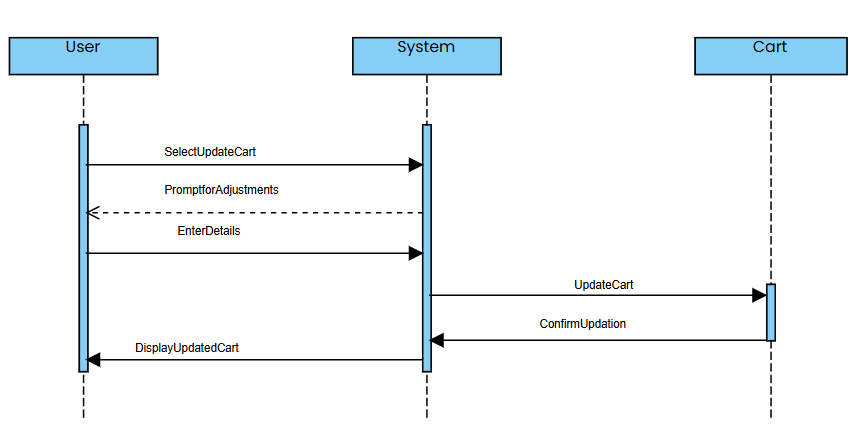 User
System
Cart
SelectUpdateCart
PromptforAdjustments
EnterDetails
UpdateCart
ConfirmUpdation
DisplayUpdatedCart